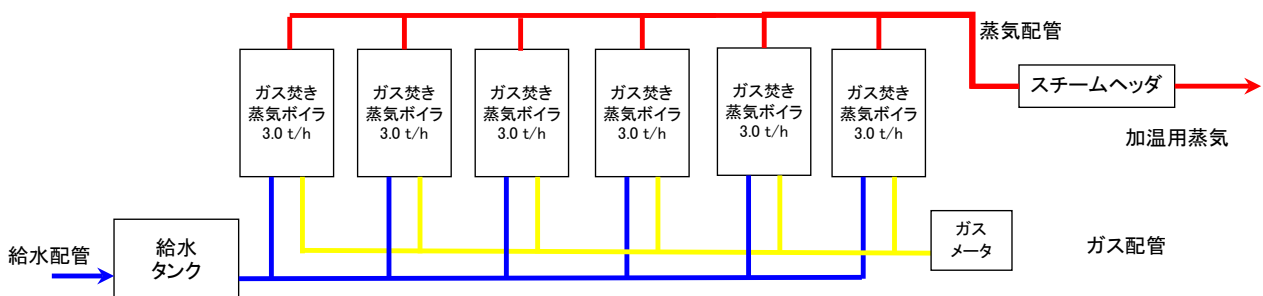 蒸気配管
ガス焚き
蒸気ボイラ
3.0 t/h
ガス焚き
蒸気ボイラ
3.0 t/h
ガス焚き
蒸気ボイラ
3.0 t/h
ガス焚き
蒸気ボイラ
3.0 t/h
ガス焚き
蒸気ボイラ
3.0 t/h
ガス焚き
蒸気ボイラ
3.0 t/h
スチームヘッダ
加温用蒸気
給水配管
給水
タンク
ガス
メータ
ガス配管